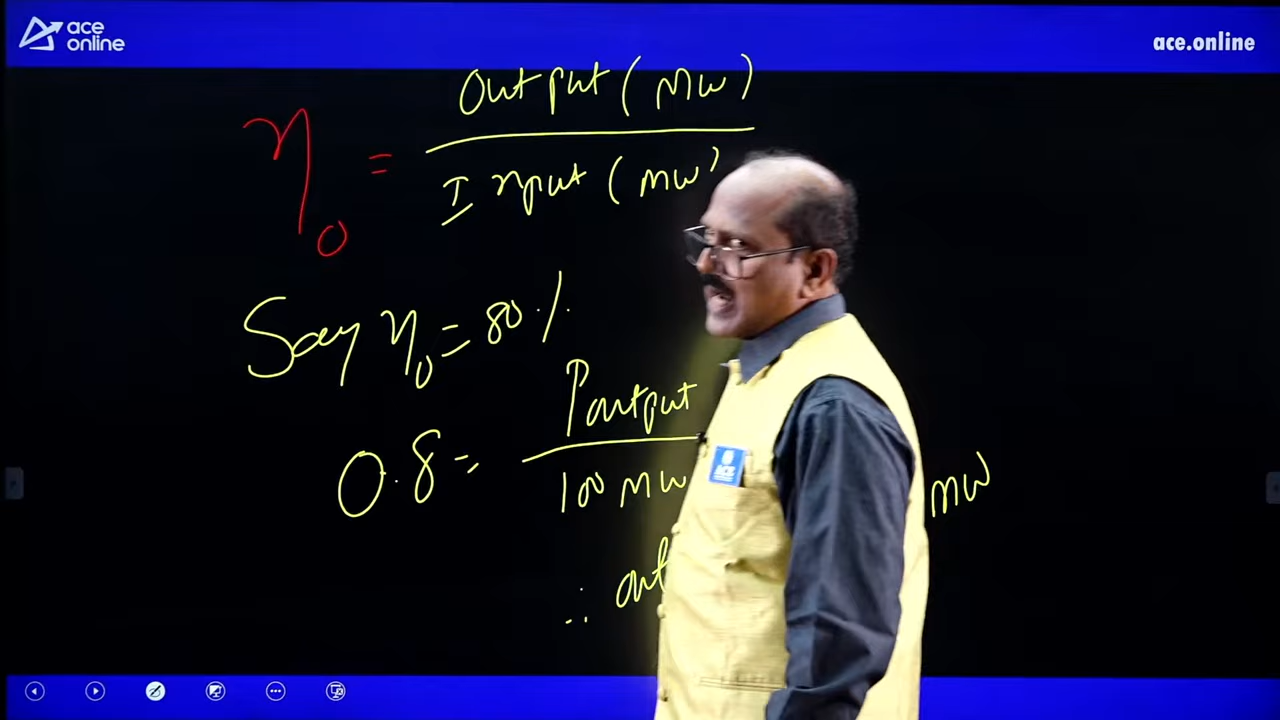 ace
online
ace.online
Output (MW)
η₀ =
Input (MW)
Say η₀ = 80%
Poutput
0.8 =
100 MW
MW
∴ out
ACE